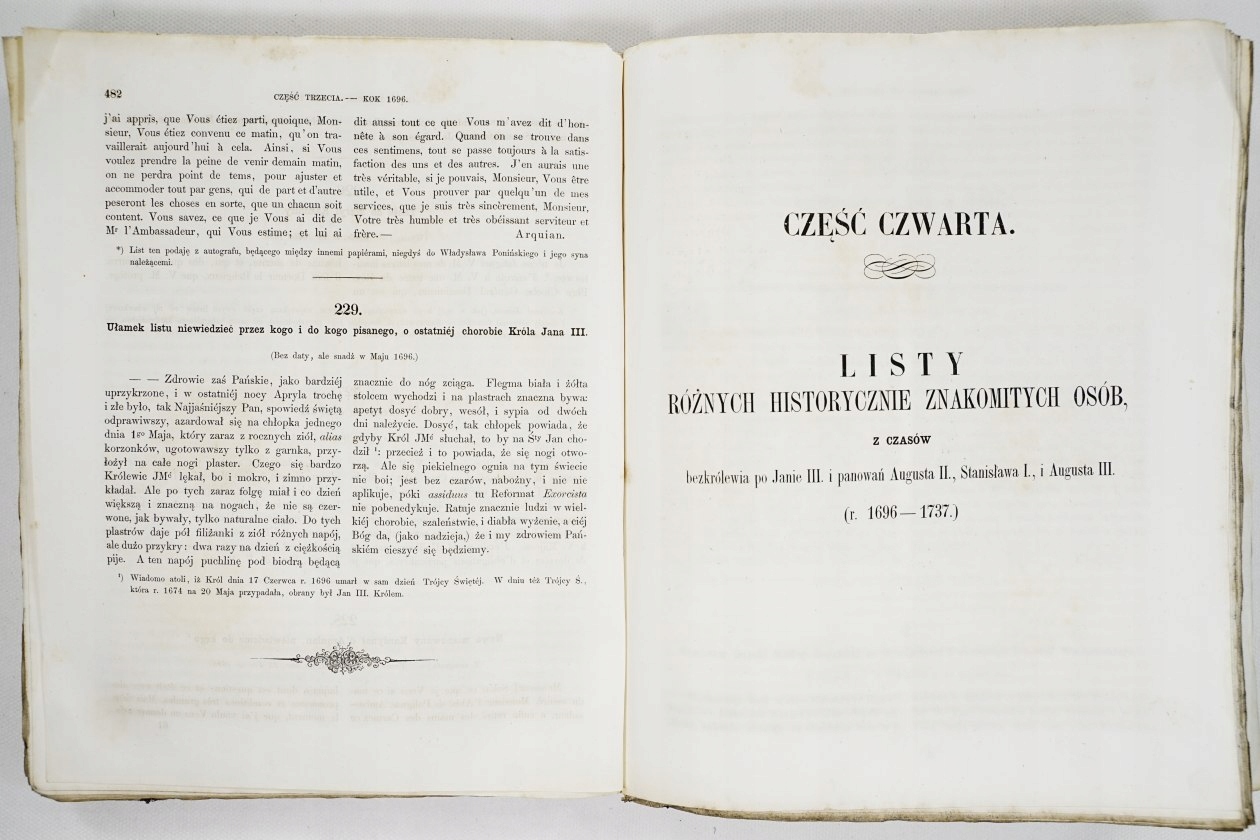 482
CZĘŚĆ TRZECIA.— KOK 1696.
j'ai appris, que Vous étiez parti, quoique, Mon-
sieur, Vous étiez convenu ce matin, qu'on tra-
vaillerait aujourd'hui à cela. Ainsi, si Vous
voulez prendre la peine de venir demain matin,
on ne perdra point de tems, pour ajuster et
accommoder tout par gens, qui de part et d'autre
peseront les choses en sorte, que un chacun soit
content. Vous savez, ce que je Vous ai dit de
Mr l'Ambassadeur, qui Vous estime; et lui ai
dit aussi tout ce que Vous m'avez dit d'hon-
nête à son égard. Quand on se trouve dans
ces sentimens, tout se passe toujours à la satis-
faction des uns et des autres. J'en aurais une
très véritable, si je pouvais, Monsieur, Vous être
utile, et Vous prouver par quelqu'un de mes
services, que je suis très sincèrement, Monsieur,
Votre très humble et très obéissant serviteur et
frère.— Arquian.
*) List ten podaję z autografu, będącego między innemi papiérami, niegdyś do Władysława Ponińskiego i jego syna
należącemi.
229.
Ułamek listu niewiedzieć przez kogo i do kogo pisanego, o ostatniéj chorobie Króla Jana III.
(Bez daty, ale snadź w Maju 1696.)
— — Zdrowie zaś Pańskie, jako bardziéj
uprzykrzone, i w ostatniéj nocy Apryla trochę
i źle było, tak Najjaśniéjszy Pan, spowiedź świętą
odprawiwszy, azardował się na chłopka jednego
dnia 1go Maja, który zaraz z rocznych ziół, alias
korzonków, ugotowawszy tylko z garnka, przy-
łożył na całe nogi plaster. Czego się bardzo
Królewie JMć lękał, bo i mokro, i zimno przy-
kładał. Ale po tych zaraz folgę miał i co dzień
większą i znaczną na nogach, że nie są czer-
wone, jak bywały, tylko naturalne ciało. Do tych
plastrów daje pół filiżanki z ziół różnych napój,
ale dużo przykry: dwa razy na dzień z ciężkością
pije. A ten napój puchlinę pod biodrą będącą
znacznie do nóg zciąga. Flegma biała i żółta
stolcem wychodzi i na plastrach znaczna bywa:
apetyt dosyć dobry, wesół, i sypia od dwóch
dni należycie. Dosyć, tak chłopek powiada, że
gdyby Król JMć słuchał, to by na Śty Jan cho-
dził ¹: przecież i to powiada, że się nogi otwo-
rzą. Ale się piekielnego ognia na tym świecie
nie boi; jest bez czarów, nabożny, i nic nie
aplikuje, póki assiduus tu Reformat Exorcista
nie pobenedykuje. Ratuje znacznie ludzi w wiel-
kiéj chorobie, szaleństwie, i diabła wyżenie, a ciéj
Bóg da, (jako nadzieja,) że i my zdrowiem Pań-
skiém cieszyć się będziemy.
¹) Wiadomo atoli, iż Król dnia 17 Czerwca r. 1696 umarł w sam dzień Trójcy Świętéj. W dniu téż Trójcy Ś.,
która r. 1674 na 20 Maja przypadała, obrany był Jan III. Królem.
CZĘŚĆ CZWARTA.
LISTY
RÓŻNYCH HISTORYCZNIE ZNAKOMITYCH OSÓB,
Z CZASÓW
bezkrólewia po Janie III. i panowań Augusta II., Stanisława I., i Augusta III.
(r. 1696—1737.)